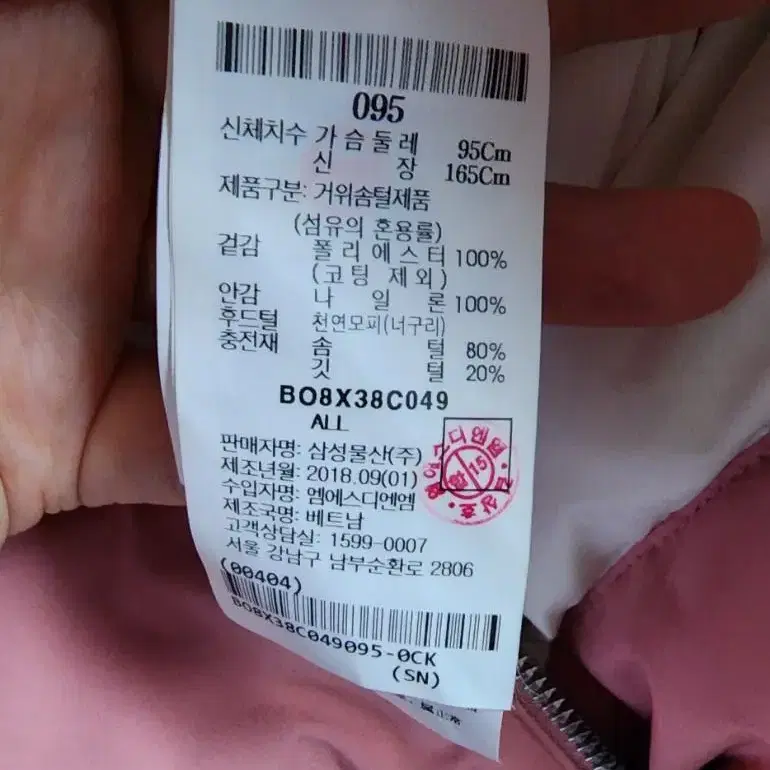 095
신체치수 가슴둘레 95Cm
신장 165Cm
제품구분: 거위솜털제품
(섬유의 혼용률)
겉감 폴리에스터 100%
(코팅 제외)
안감 나일론 100%
후드털 천연모피(너구리)
충전재 솜털 80%
깃털 20%
BO8X38C049
ALL
판매자명: 삼성물산(주)
제조년월: 2018.09(01)
수입자명: 엠에스디엔엠
제조국명: 베트남
고객상담실: 1599-0007
서울 강남구 남부순환로 2806
(00404)
BO8X38C049095-0CK
(SN)
15